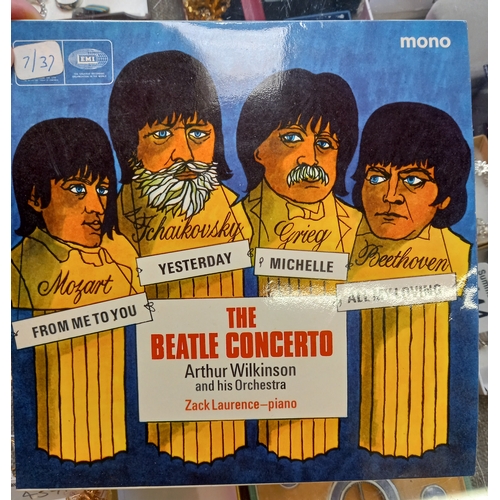 7/37
EMI
mono
Mozart
Tchaikovsky
Grieg
Beethoven
FROM ME TO YOU
YESTERDAY
MICHELLE
ALL MY LOVING
THE
BEATLE CONCERTO
Arthur Wilkinson
and his Orchestra
Zack Laurence–piano